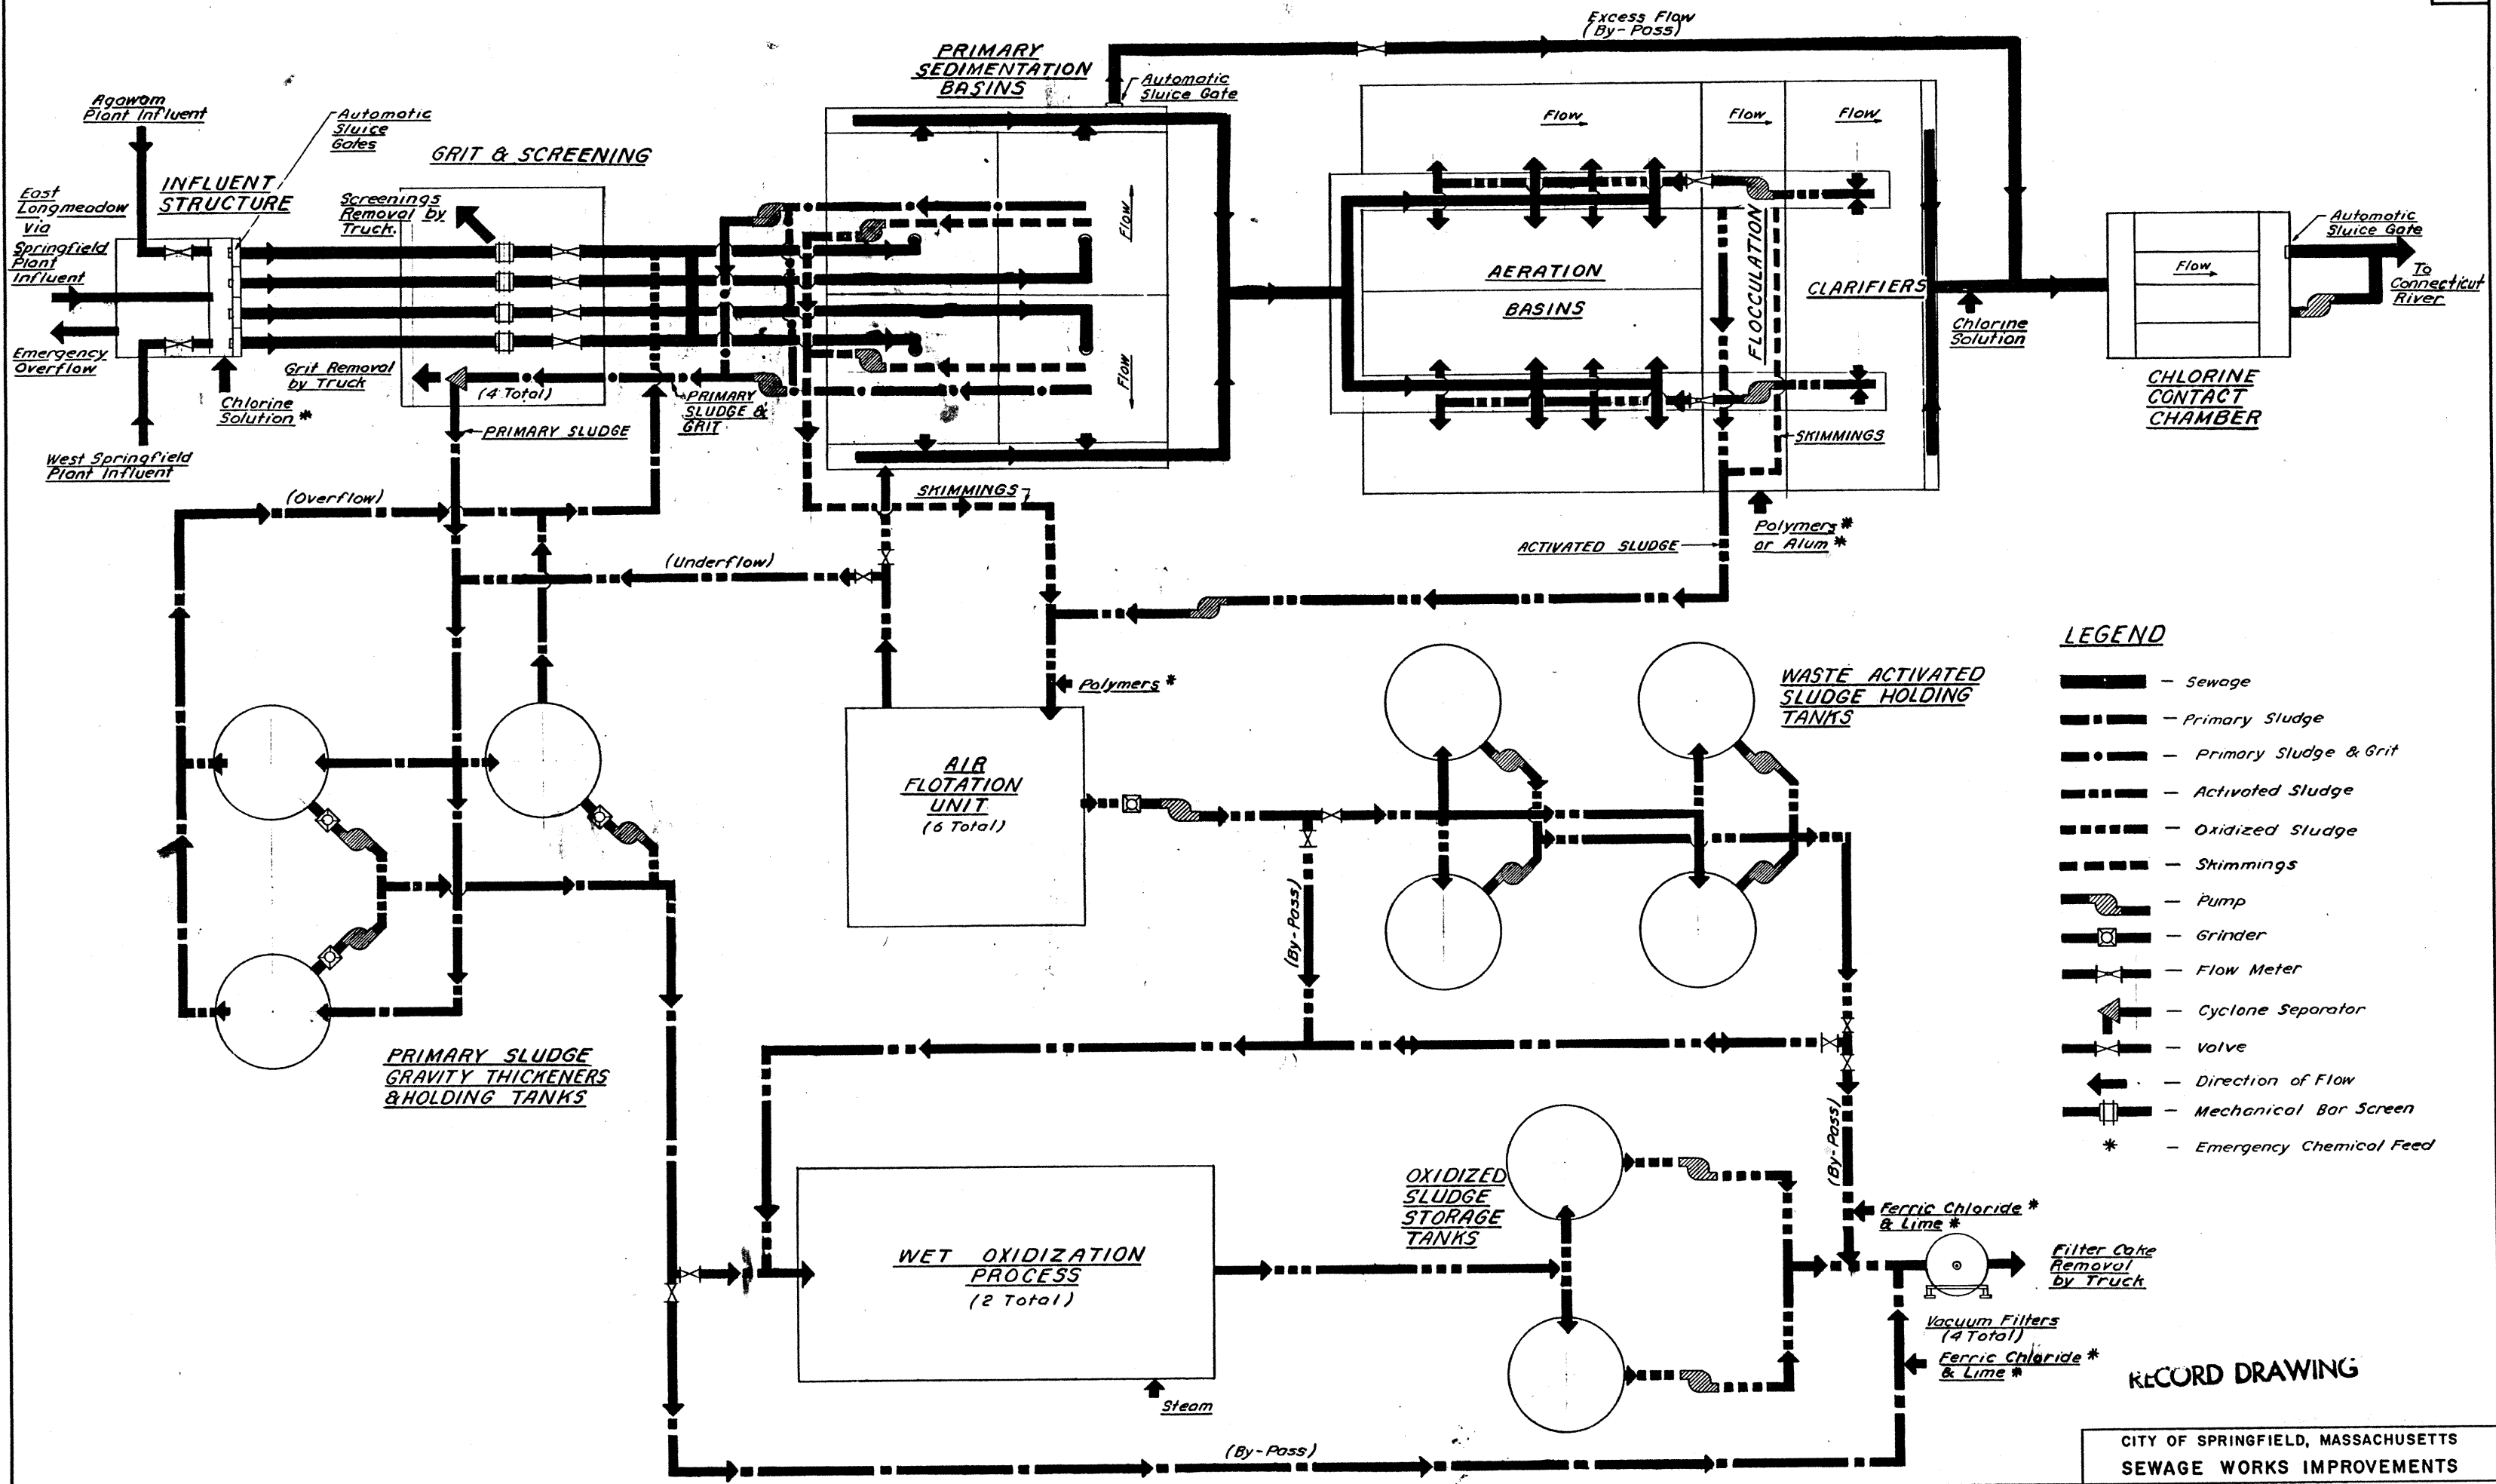 Excess Flow
(By-Pass)
PRIMARY
SEDIMENTATION
BASINS
Automatic
Sluice Gate
Agawam
Plant Influent
Automatic
Sluice
Gates
GRIT & SCREENING
Flow
Flow
Flow
INFLUENT
STRUCTURE
East
Longmeadow
Via
Springfield
Plant
Influent
Screenings
Removal by
Truck.
Flow
Automatic
Sluice Gate
AERATION
BASINS
FLOCCULATION
CLARIFIERS
Flow
To
Connecticut
River
Chlorine
Solution
Emergency
Overflow
Grit Removal
by Truck
(4 Total)
Chlorine
Solution *
PRIMARY
SLUDGE &
GRIT
Flow
CHLORINE
CONTACT
CHAMBER
PRIMARY SLUDGE
SKIMMINGS
West Springfield
Plant Influent
(Overflow)
SKIMMINGS
Polymers *
or Alum *
ACTIVATED SLUDGE
(Underflow)
Polymers *
WASTE ACTIVATED
SLUDGE HOLDING
TANKS
AIR
FLOTATION
UNIT
(6 Total)
(By-Pass)
PRIMARY SLUDGE
GRAVITY THICKENERS
& HOLDING TANKS
(By-Pass)
OXIDIZED
SLUDGE
STORAGE
TANKS
WET OXIDIZATION
PROCESS
(2 Total)
Steam
Ferric Chloride *
& Lime *
Filter Cake
Removal
by Truck
Vacuum Filters
(4 Total)
Ferric Chloride *
& Lime *
(By-Pass)
LEGEND
— Sewage
— Primary Sludge
— Primary Sludge & Grit
— Activated Sludge
— Oxidized Sludge
— Skimmings
— Pump
— Grinder
— Flow Meter
— Cyclone Separator
— Valve
— Direction of Flow
— Mechanical Bar Screen
* — Emergency Chemical Feed
RECORD DRAWING
CITY OF SPRINGFIELD, MASSACHUSETTS
SEWAGE WORKS IMPROVEMENTS